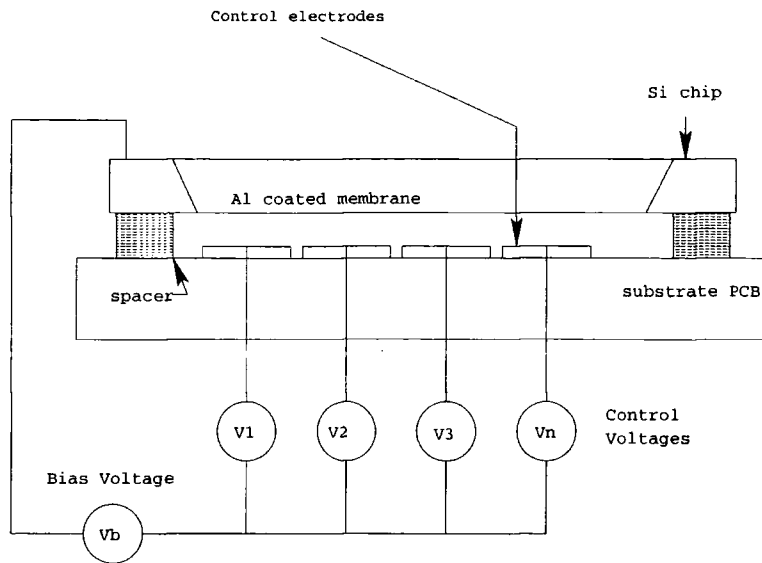 Control electrodes
Si chip
Al coated membrane
spacer
substrate PCB
V1
V2
V3
Vn
Control
Voltages
Bias Voltage
Vb